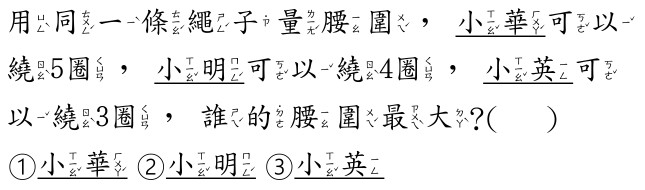 用同一條繩子量腰圍，小華可以
繞5圈，小明可以繞4圈，小英可
以繞3圈，誰的腰圍最大?(　　)
①小華 ②小明 ③小英